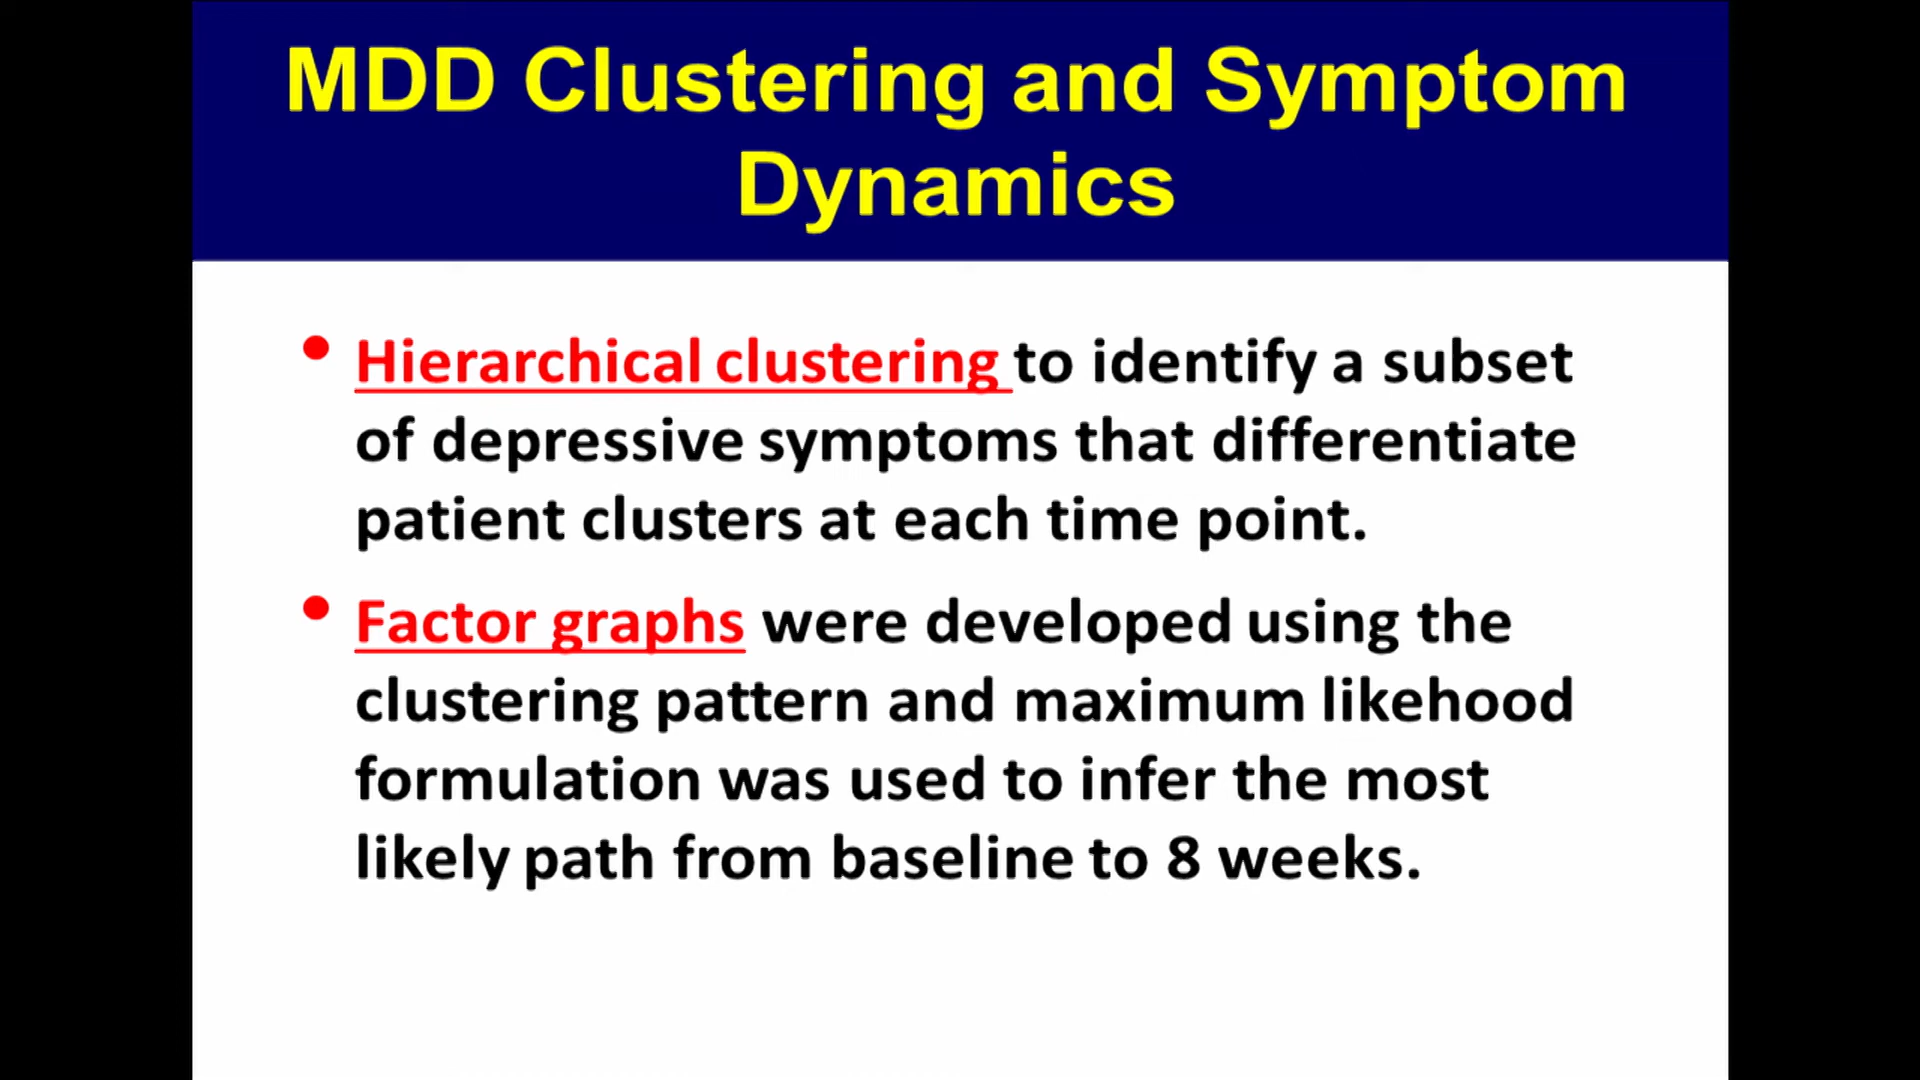 MDD Clustering and Symptom
Dynamics
• Hierarchical clustering to identify a subset
of depressive symptoms that differentiate
patient clusters at each time point.
• Factor graphs were developed using the
clustering pattern and maximum likehood
formulation was used to infer the most
likely path from baseline to 8 weeks.